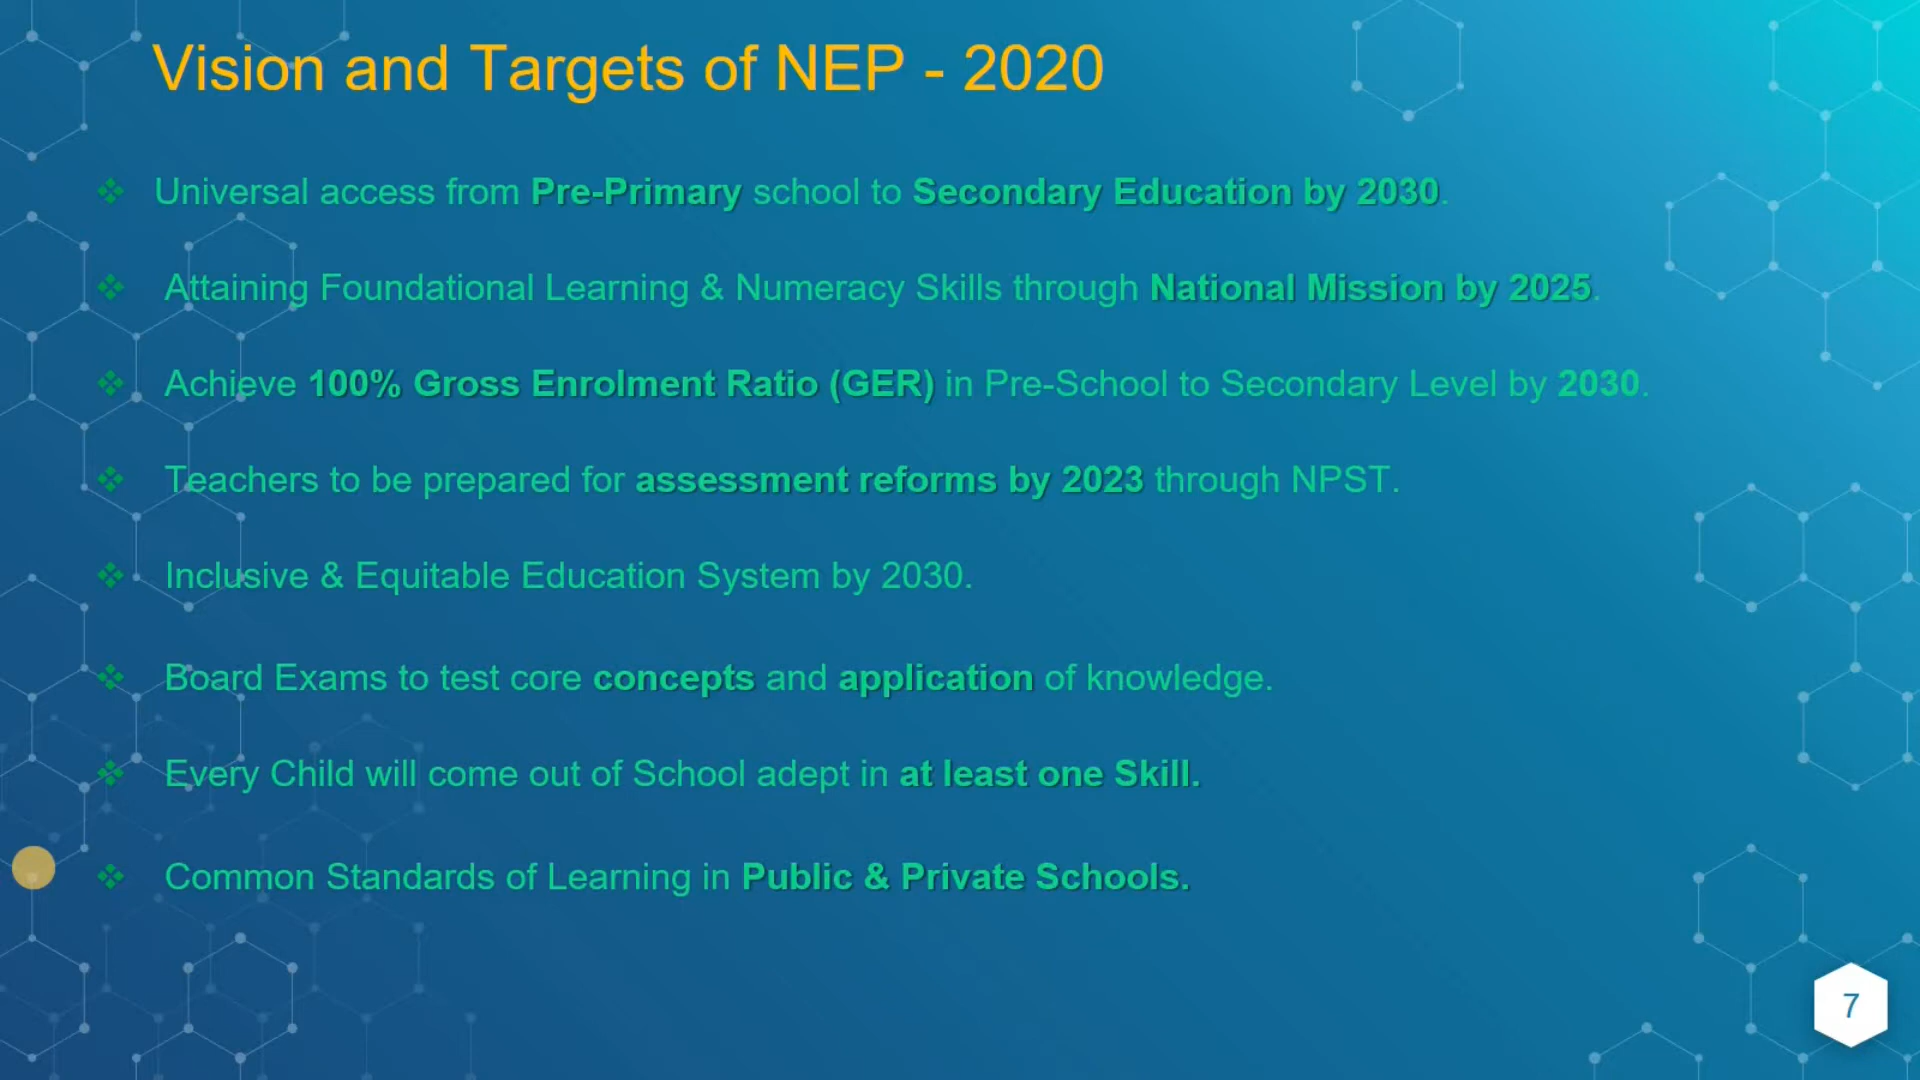 Vision and Targets of NEP - 2020
Universal access from Pre-Primary school to Secondary Education by 2030.
Attaining Foundational Learning & Numeracy Skills through National Mission by 2025.
Achieve 100% Gross Enrolment Ratio (GER) in Pre-School to Secondary Level by 2030.
Teachers to be prepared for assessment reforms by 2023 through NPST.
Inclusive & Equitable Education System by 2030.
Board Exams to test core concepts and application of knowledge.
Every Child will come out of School adept in at least one Skill.
Common Standards of Learning in Public & Private Schools.
7